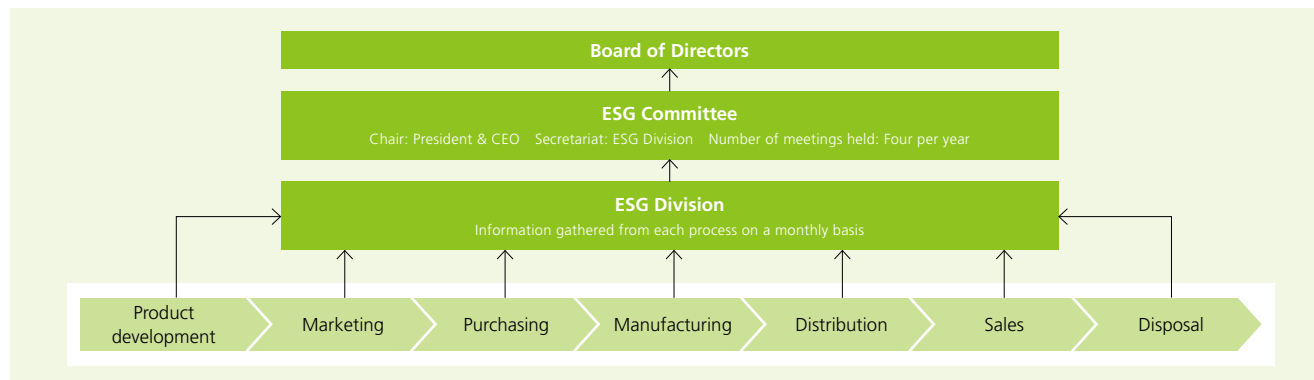 Board of Directors
ESG Committee
Chair: President & CEO Secretariat: ESG Division Number of meetings held: Four per year
ESG Division
Information gathered from each process on a monthly basis
Product
development
Marketing
Purchasing
Manufacturing
Distribution
Sales
Disposal